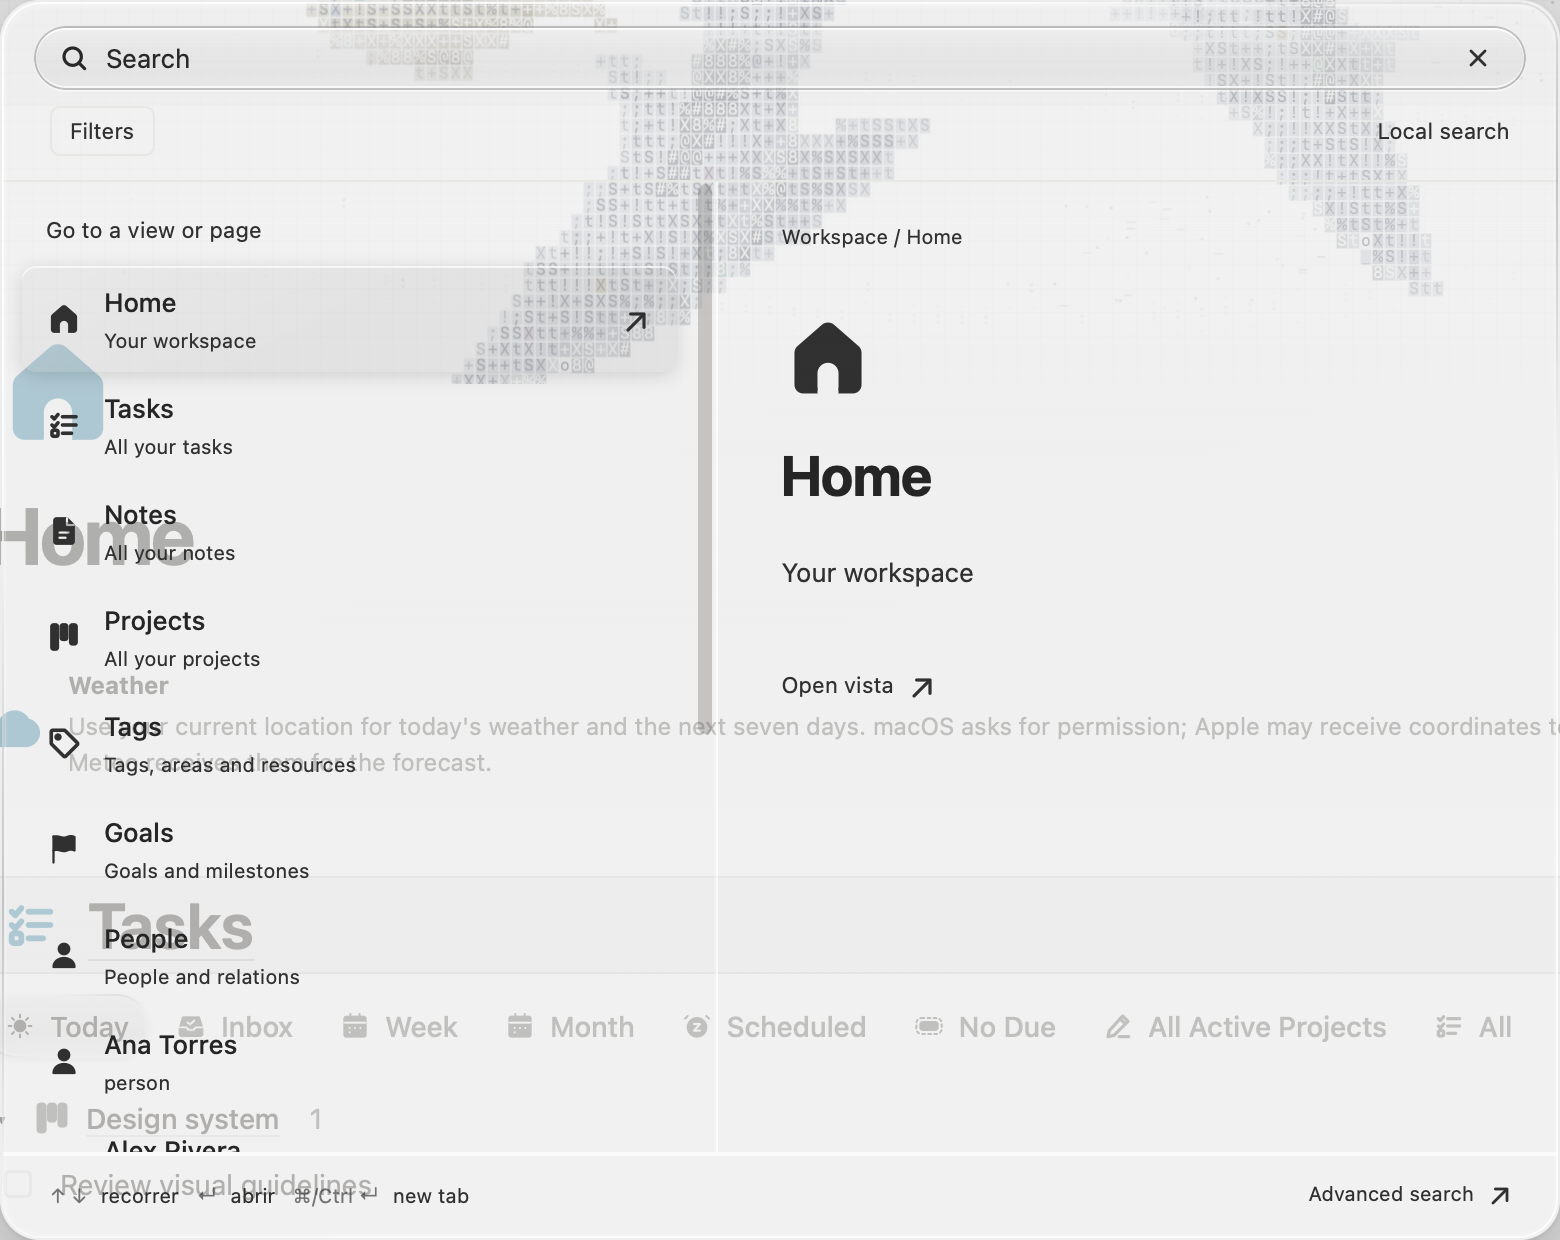 Search
Filters
Local search
Go to a view or page
Workspace / Home
Home
Your workspace
Tasks
All your tasks
Home
Notes
All your notes
Home
Your workspace
Projects
All your projects
Weather
Open vista
Tags
Use your current location for today's weather and the next seven days. macOS asks for permission; Apple may receive coordinates
Tags, areas and resources
receives them for the forecast.
Goals
Goals and milestones
Tasks
People
People and relations
Today
Inbox
Week
Month
Scheduled
No Due
All Active Projects
All
Ana Torres
person
Design system 1
Alex Rivera
Review visual guidelines
↑↓ recorrer ↵ abrir ⌘/Ctrl ↵ new tab
Advanced search